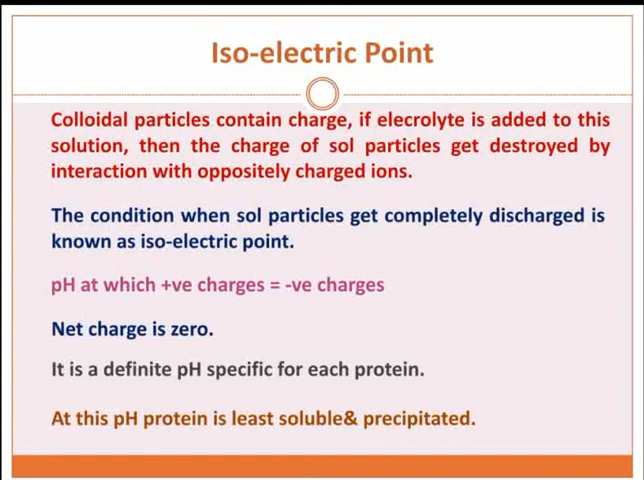 Iso-electric Point
Colloidal particles contain charge, if elecrolyte is added to this
solution, then the charge of sol particles get destroyed by
interaction with oppositely charged ions.
The condition when sol particles get completely discharged is
known as iso-electric point.
pH at which +ve charges = -ve charges
Net charge is zero.
It is a definite pH specific for each protein.
At this pH protein is least soluble& precipitated.